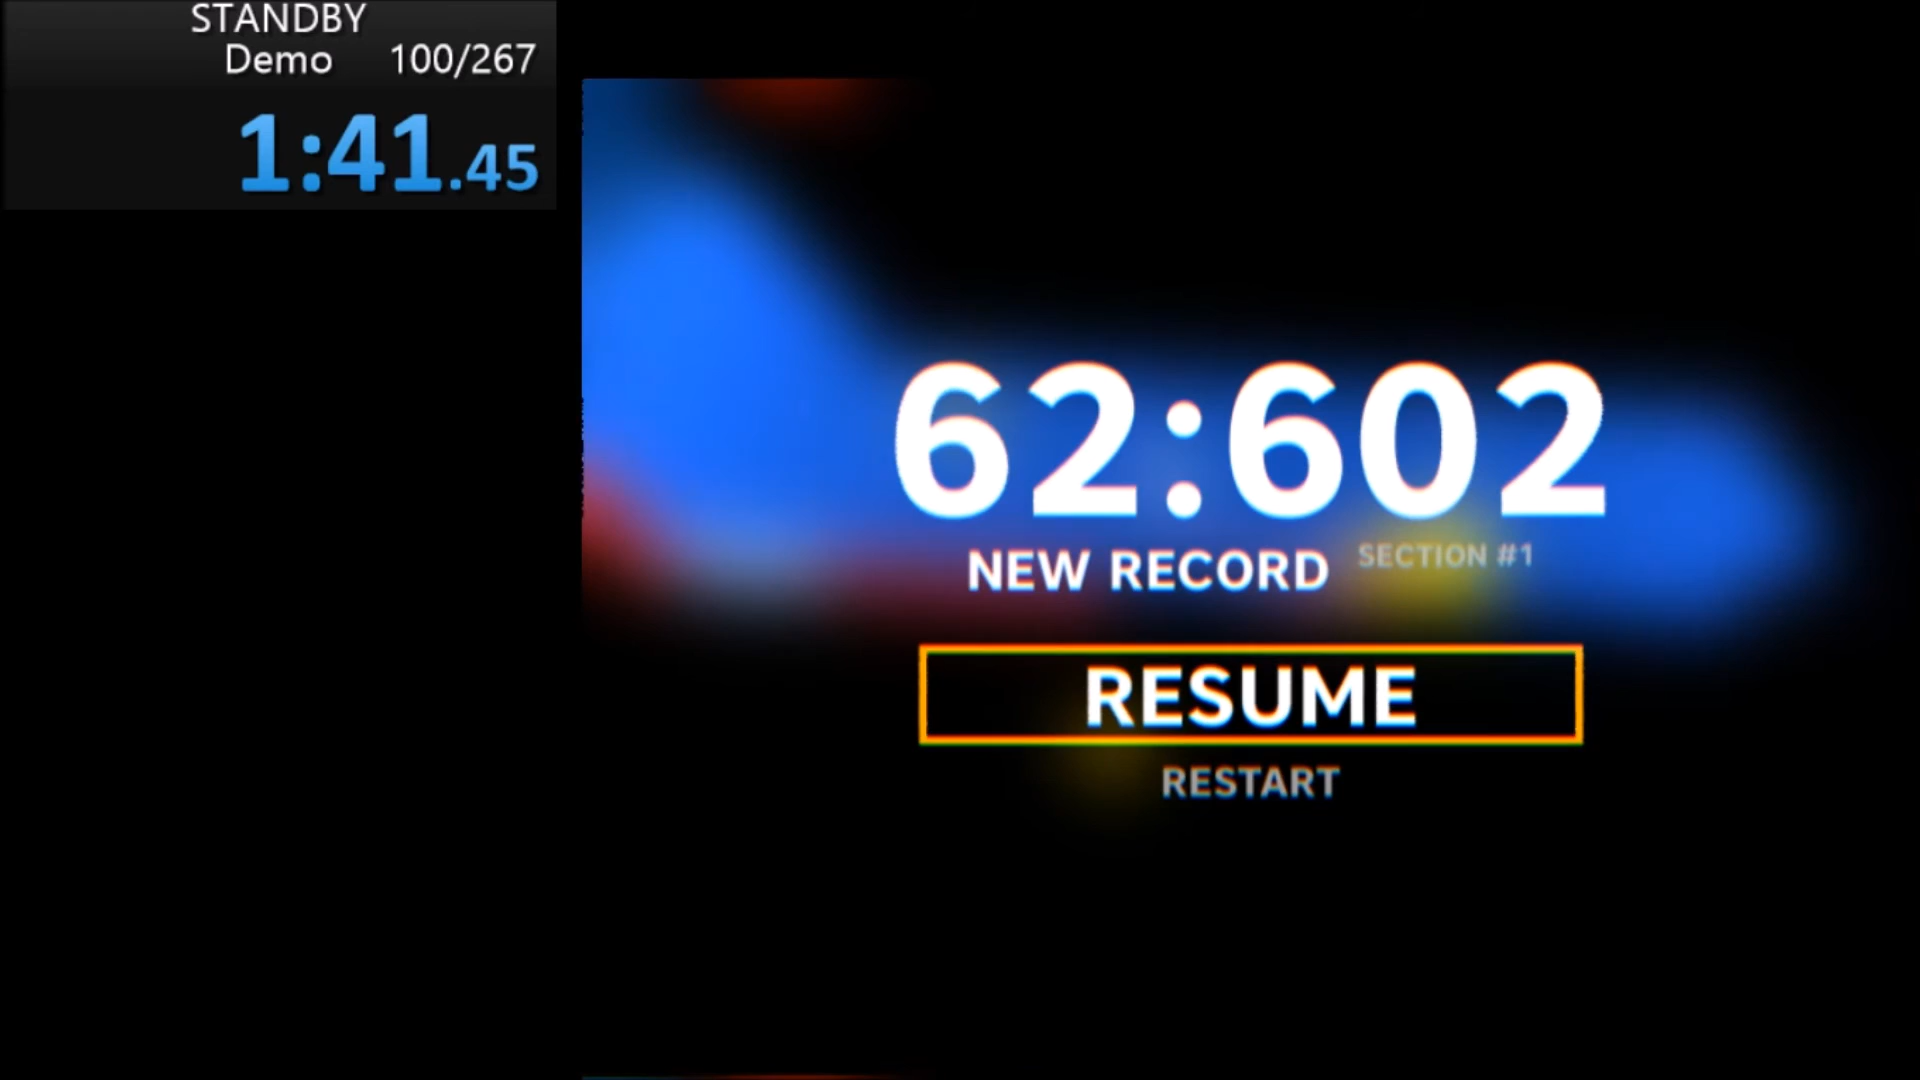 STANDBY
Demo 100/267
1:41.45
62:602
NEW RECORD SECTION #1
RESUME
RESTART